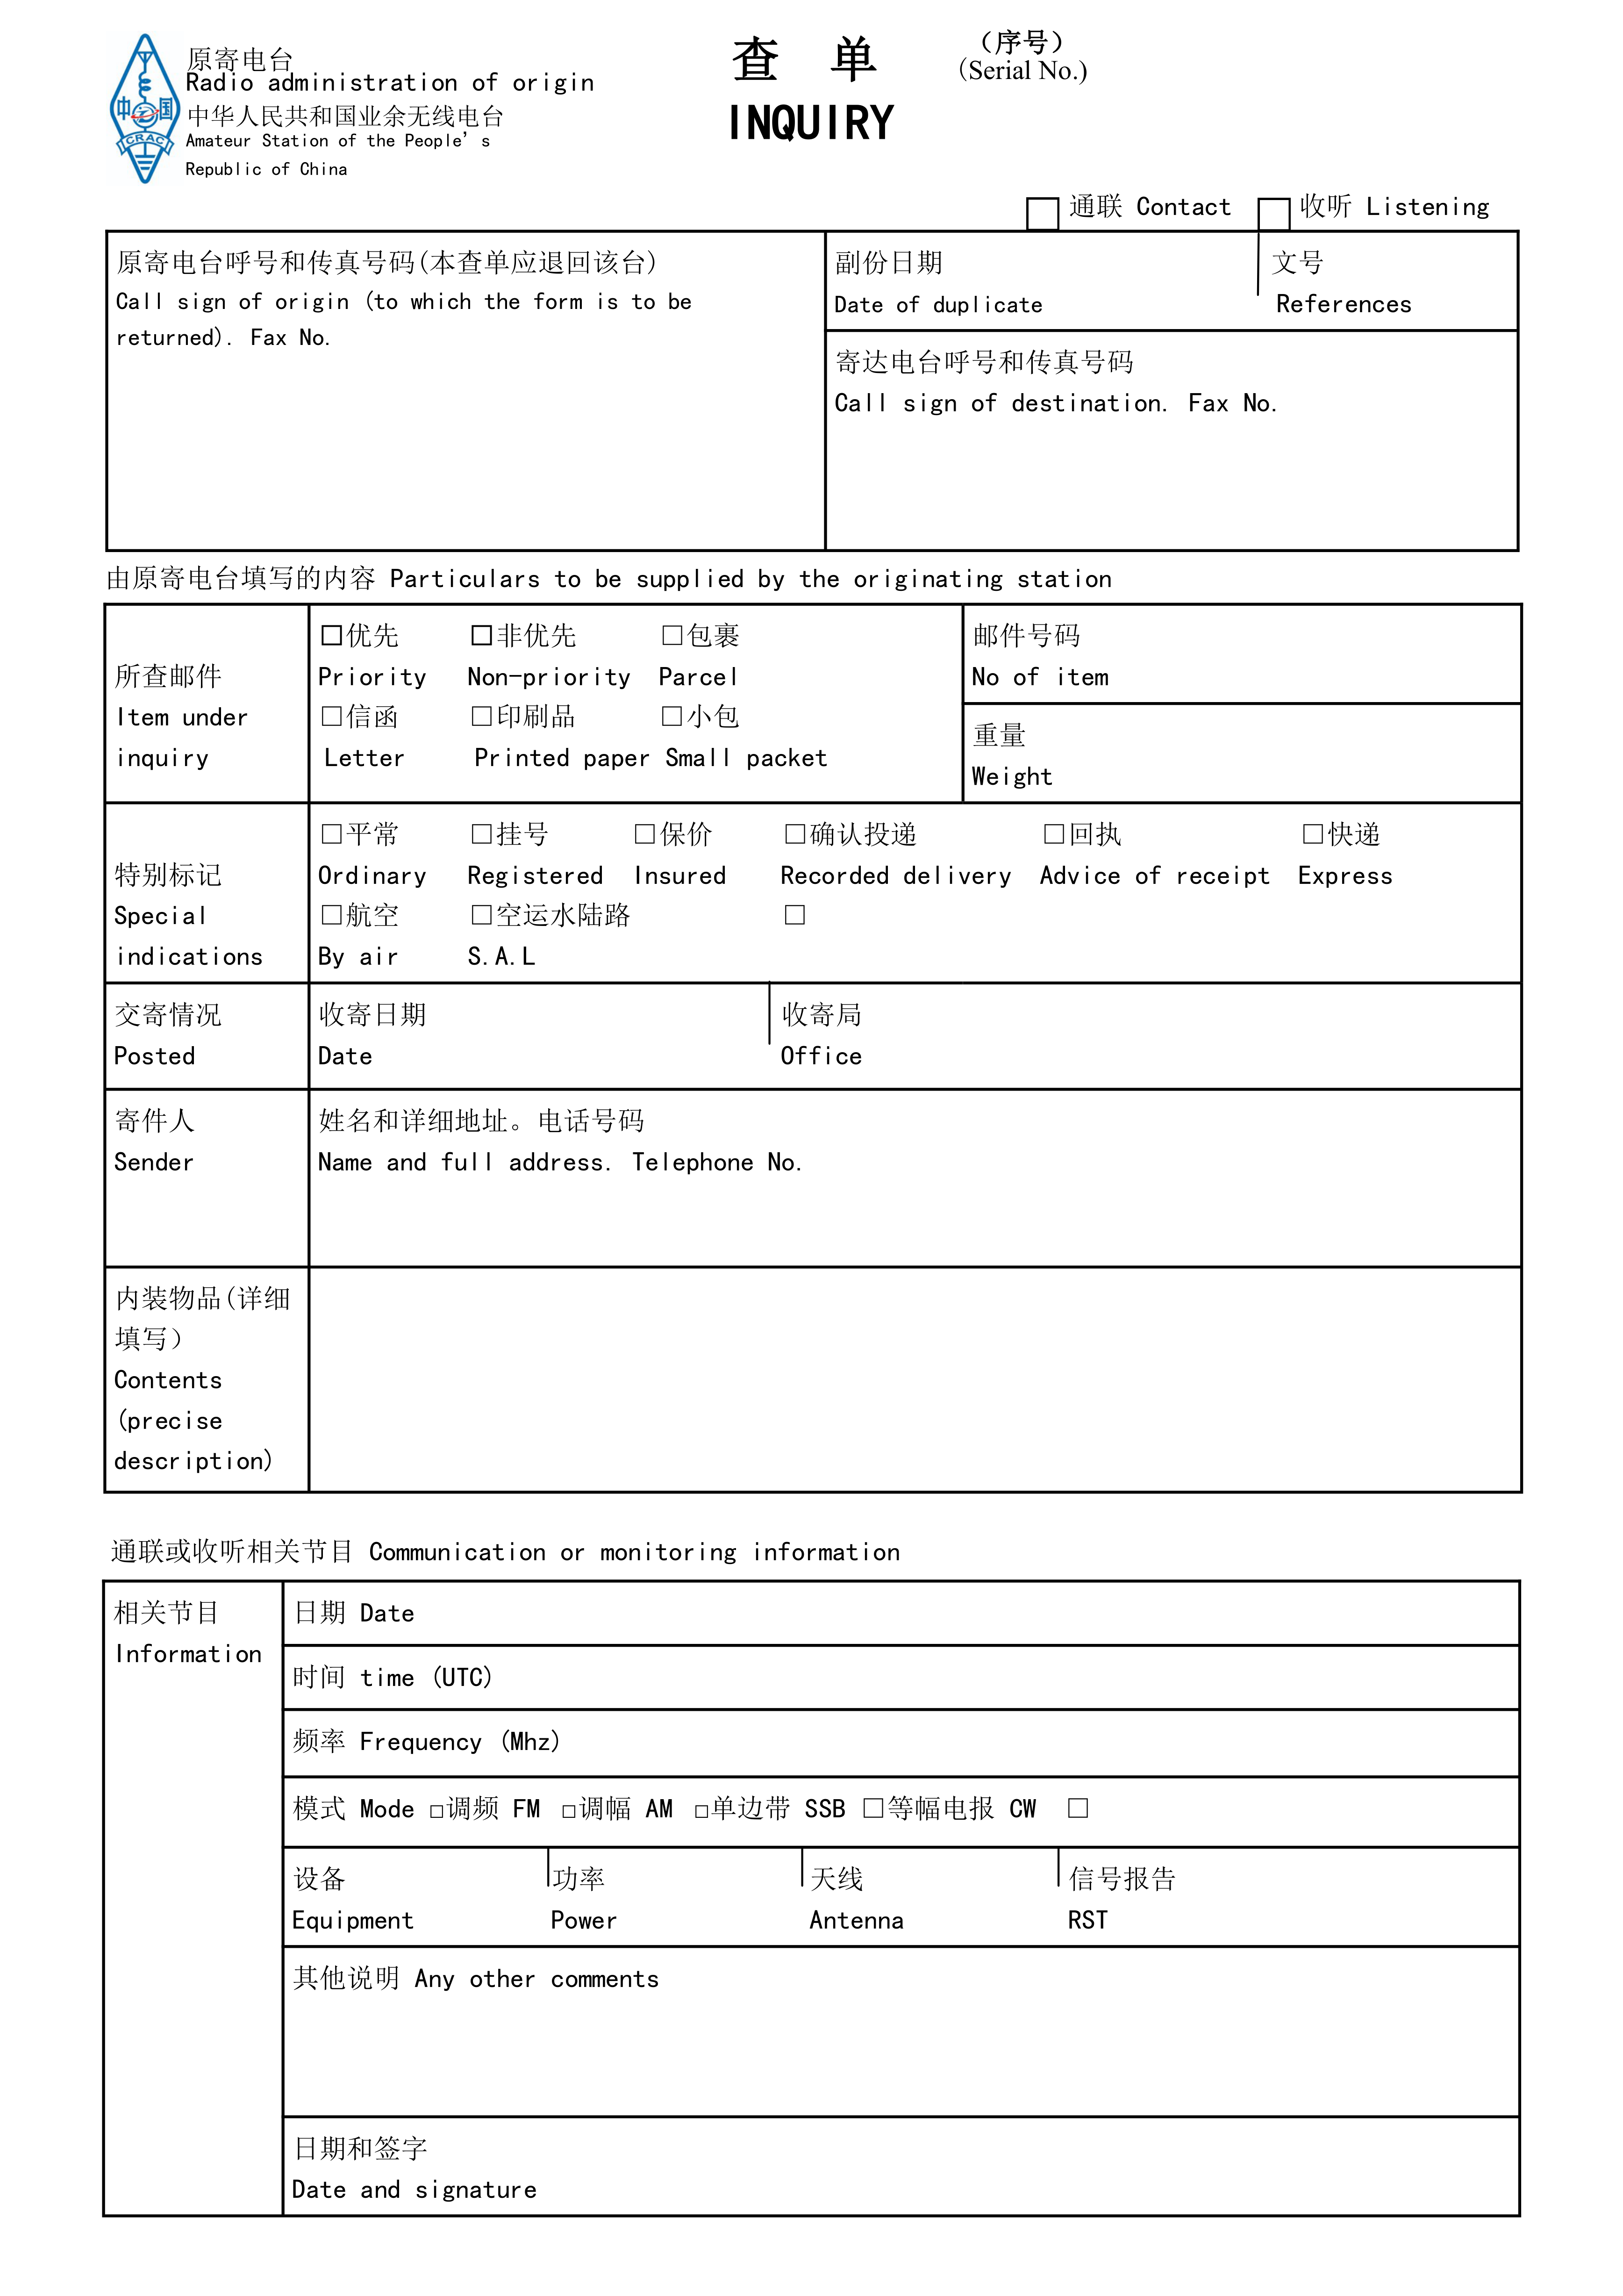 中 国
CRAC
原寄电台
Radio administration of origin
中华人民共和国业余无线电台
Amateur Station of the People’s
Republic of China
查 单
INQUIRY
（序号）
(Serial No.)
□ 通联 Contact □ 收听 Listening
原寄电台呼号和传真号码(本查单应退回该台)
Call sign of origin (to which the form is to be
returned). Fax No.
副份日期
Date of duplicate
文号
References
寄达电台呼号和传真号码
Call sign of destination. Fax No.
由原寄电台填写的内容 Particulars to be supplied by the originating station
所查邮件
Item under
inquiry
□优先 □非优先 □包裹
Priority Non-priority Parcel
□信函 □印刷品 □小包
Letter Printed paper Small packet
邮件号码
No of item
重量
Weight
特别标记
Special
indications
□平常 □挂号 □保价 □确认投递 □回执 □快递
Ordinary Registered Insured Recorded delivery Advice of receipt Express
□航空 □空运水陆路 □
By air S.A.L
交寄情况
Posted
收寄日期
Date
收寄局
Office
寄件人
Sender
姓名和详细地址。电话号码
Name and full address. Telephone No.
内装物品(详细
填写）
Contents
(precise
description)
通联或收听相关节目 Communication or monitoring information
相关节目
Information
日期 Date
时间 time (UTC)
频率 Frequency (Mhz)
模式 Mode □调频 FM □调幅 AM □单边带 SSB □等幅电报 CW □
设备 功率 天线 信号报告
Equipment Power Antenna RST
其他说明 Any other comments
日期和签字
Date and signature